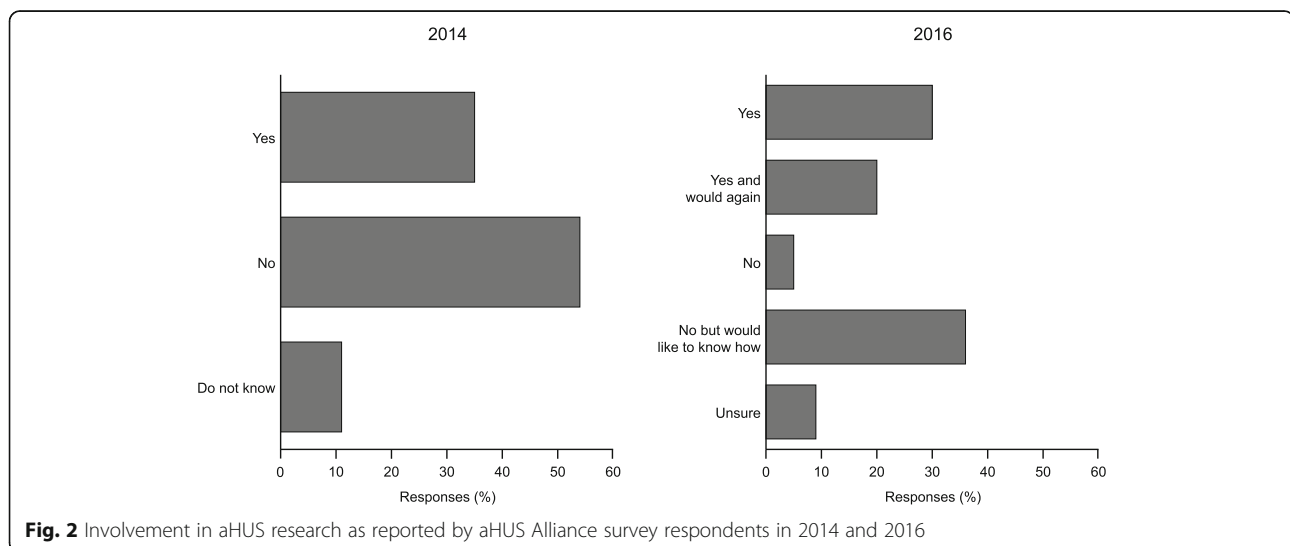 2014
Yes
No
Do not know
0 10 20 30 40 50 60
Responses (%)
2016
Yes
Yes and
would again
No
No but would
like to know how
Unsure
0 10 20 30 40 50 60
Responses (%)
Fig. 2 Involvement in aHUS research as reported by aHUS Alliance survey respondents in 2014 and 2016